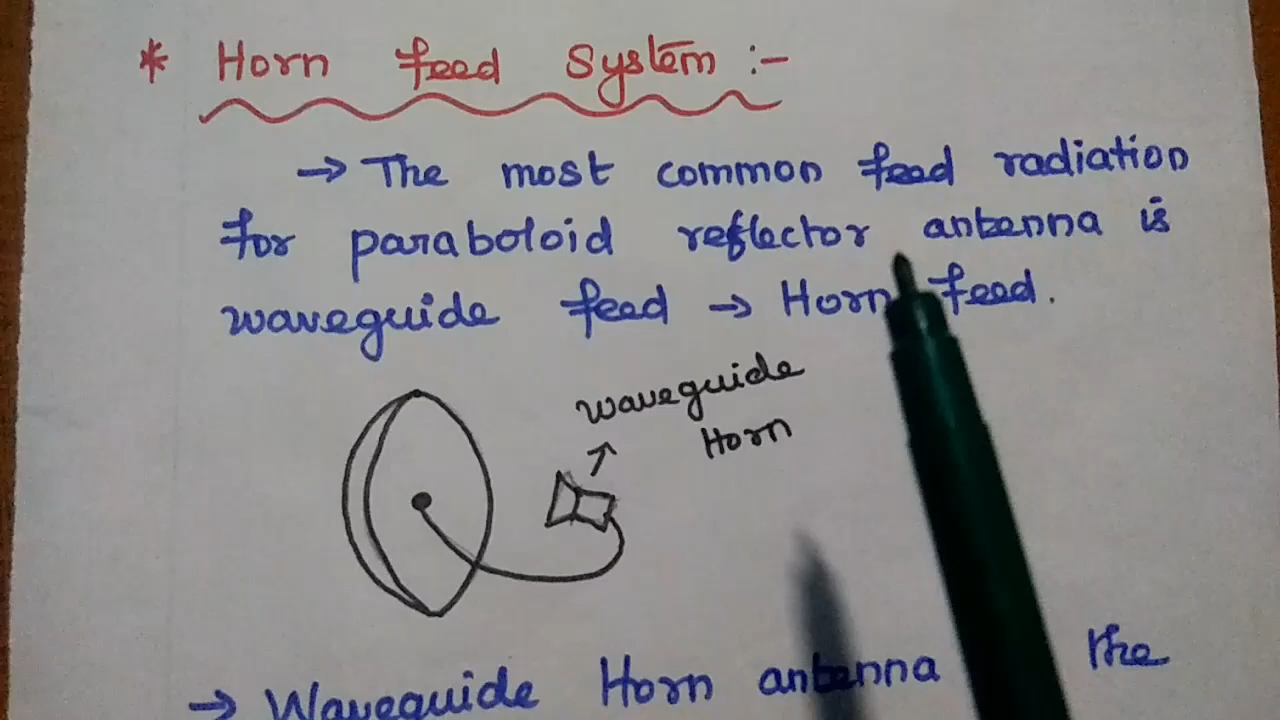 * Horn feed System :-
→ The most common feed radiation
for paraboloid reflector antenna is
waveguide feed → Horn feed.
waveguide
Horn
→ Waveguide Horn antenna the